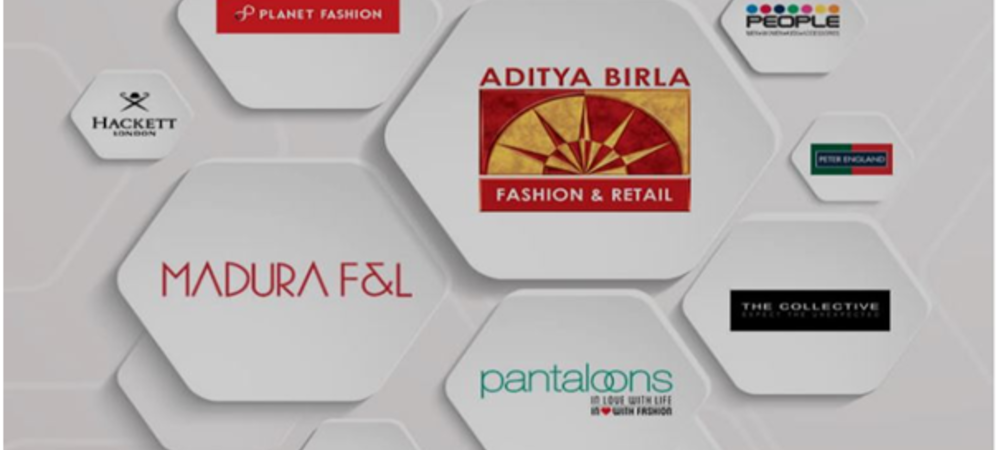 PLANET FASHION
PEOPLE
HACKETT
LONDON
ADITYA BIRLA
FASHION & RETAIL
PETER ENGLAND
MADURA F&L
THE COLLECTIVE
EXPECT THE UNEXPECTED
pantaloons
IN LOVE WITH LIFE
IN WITH FASHION